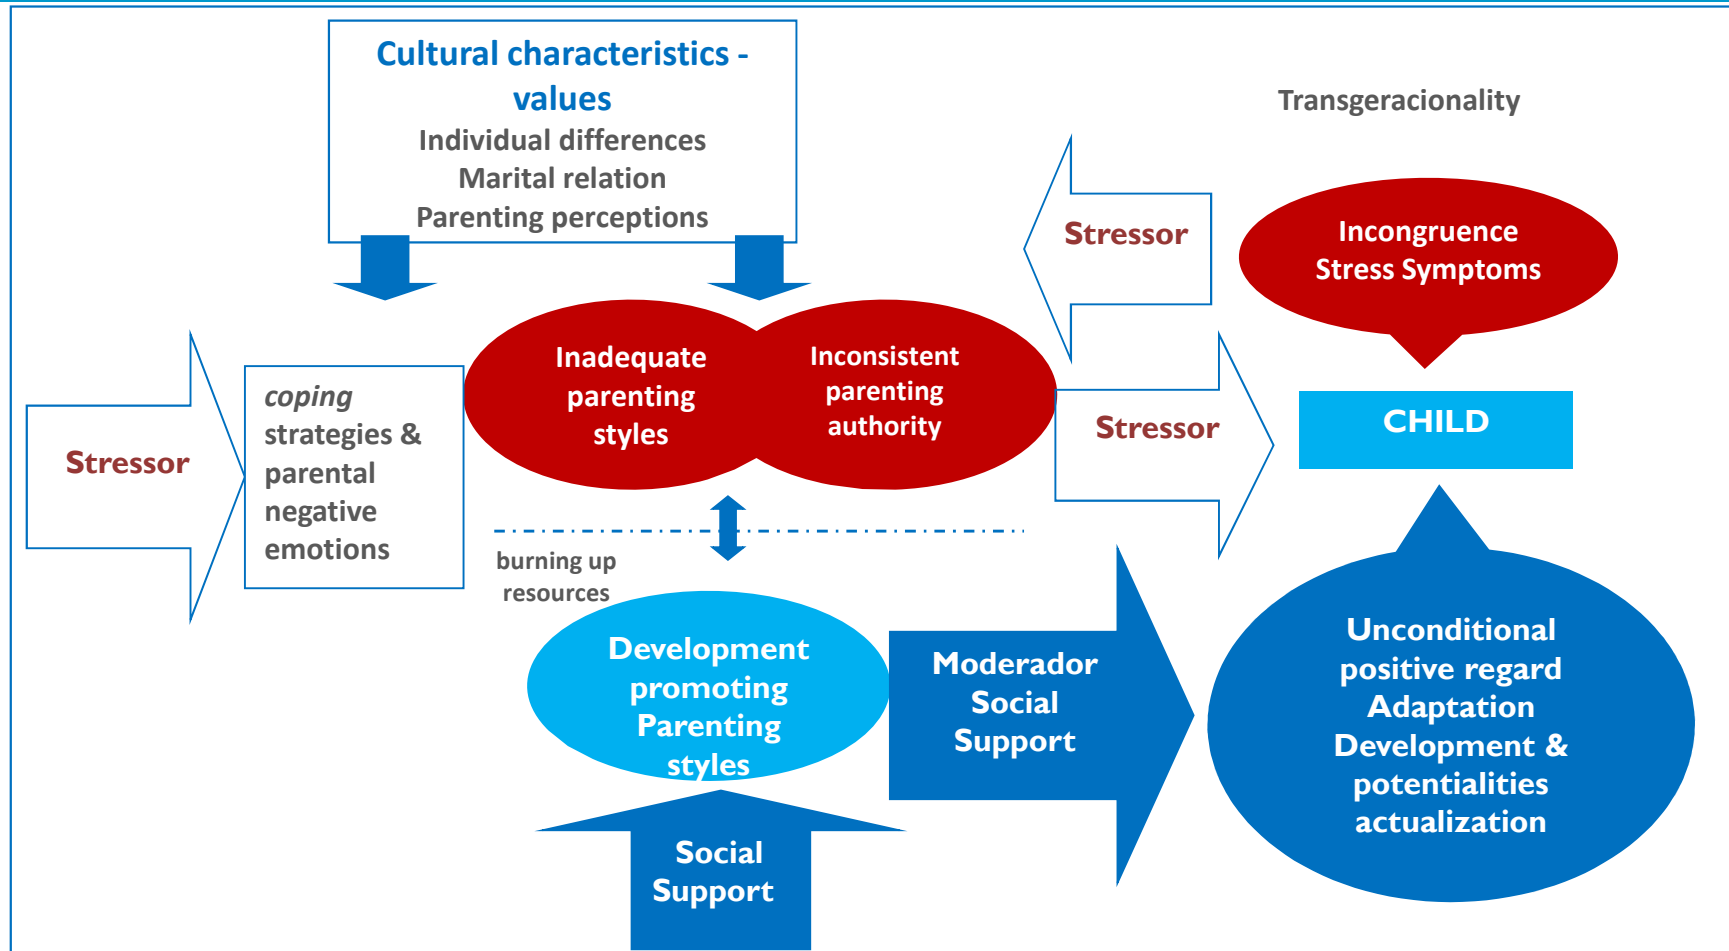 Cultural characteristics -
values
Individual differences
Marital relation
Parenting perceptions
Transgeracionality
Stressor
Incongruence
Stress Symptoms
Stressor
coping
strategies &
parental
negative
emotions
Inadequate
parenting
styles
Inconsistent
parenting
authority
Stressor
CHILD
burning up
resources
Development
promoting
Parenting
styles
Moderador
Social
Support
Unconditional
positive regard
Adaptation
Development &
potentialities
actualization
Social
Support